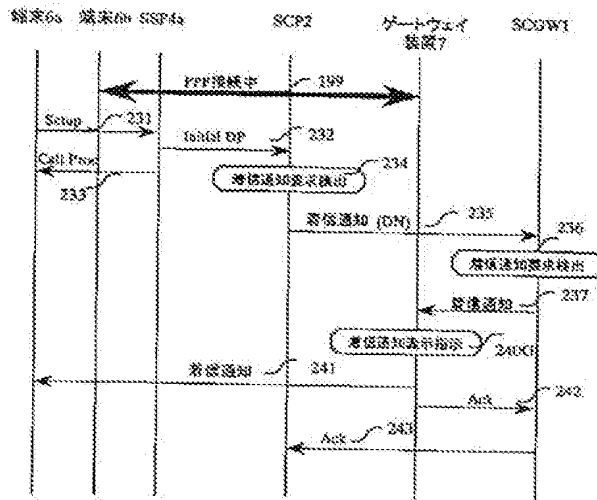 端末6a 端末6b SSP4a SCP2 ゲートウェイ装置7 SCGW1
PPP接続中 199
Setup 231
Initial DP 232
Call Proc 233
着信通知要求検出 234
着信通知 (DN) 235
236
着信通知要求検出
着信通知 237
着信通知表示指示
着信通知 241
Ack 242
Ack 243